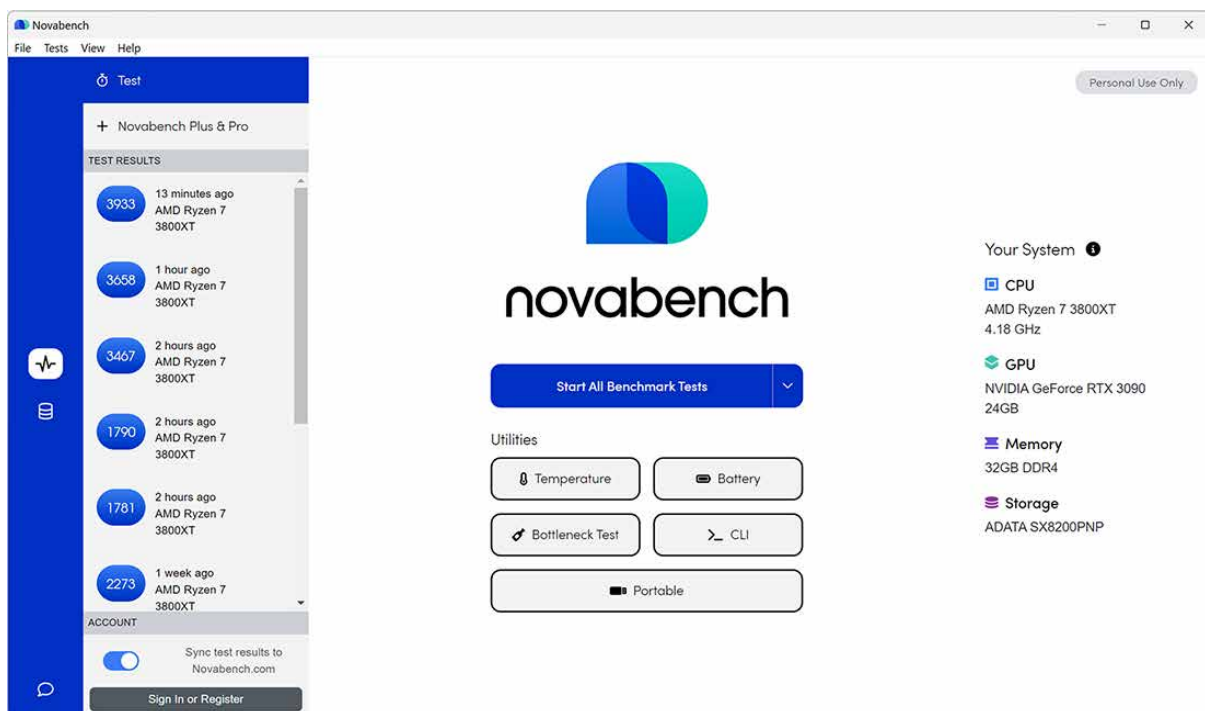 Novabench
File Tests View Help
Test
Personal Use Only
+ Novabench Plus & Pro
TEST RESULTS
3933
13 minutes ago
AMD Ryzen 7
3800XT
3658
1 hour ago
AMD Ryzen 7
3800XT
3467
2 hours ago
AMD Ryzen 7
3800XT
1790
2 hours ago
AMD Ryzen 7
3800XT
1781
2 hours ago
AMD Ryzen 7
3800XT
2273
1 week ago
AMD Ryzen 7
3800XT
ACCOUNT
Sync test results to
Novabench.com
Sign In or Register
novabench
Start All Benchmark Tests
Utilities
Temperature
Battery
Bottleneck Test
CLI
Portable
Your System
CPU
AMD Ryzen 7 3800XT
4.18 GHz
GPU
NVIDIA GeForce RTX 3090
24GB
Memory
32GB DDR4
Storage
ADATA SX8200PNP